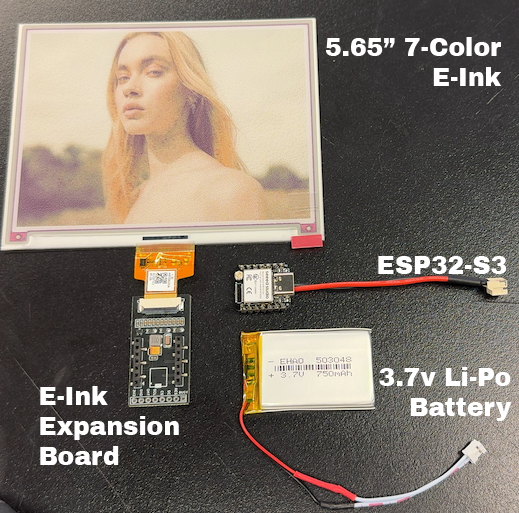 5.65” 7-Color
E-Ink
ESP32-S3
- EHAO 503048
+ 3.7V 750mAh
3.7v Li-Po
Battery
E-Ink
Expansion
Board